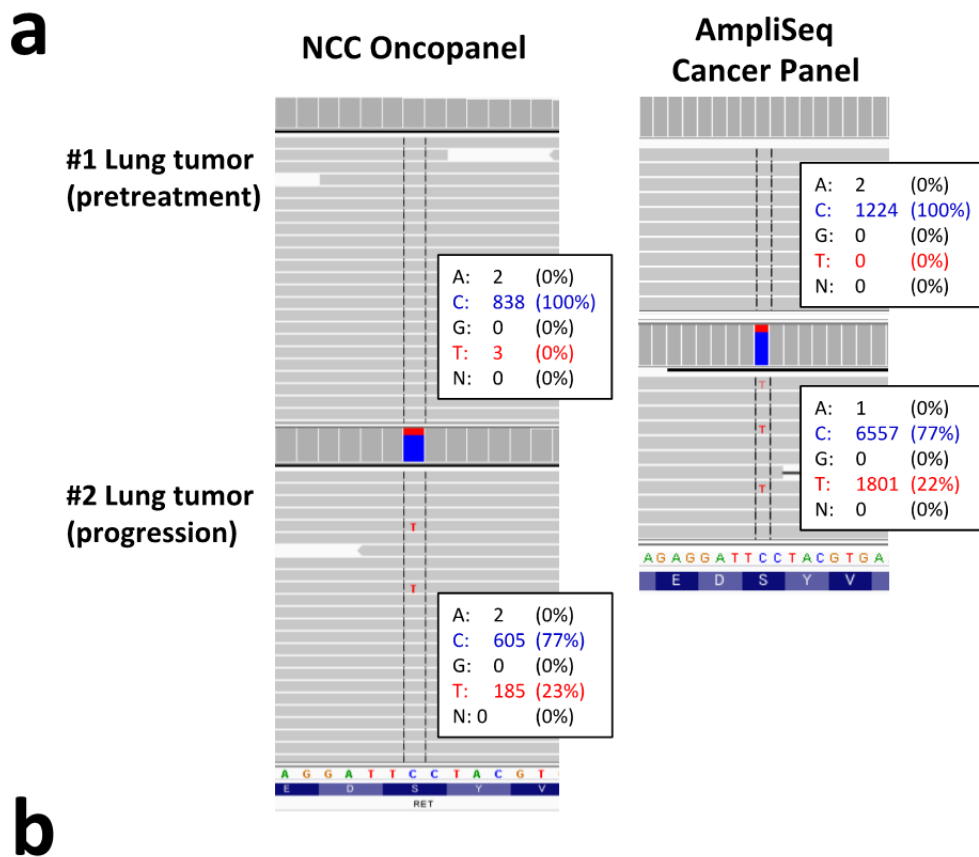 a
NCC Oncopanel
AmpliSeq
Cancer Panel
#1 Lung tumor
(pretreatment)
A: 2 (0%)
C: 838 (100%)
G: 0 (0%)
T: 3 (0%)
N: 0 (0%)
A: 2 (0%)
C: 1224 (100%)
G: 0 (0%)
T: 0 (0%)
N: 0 (0%)
#2 Lung tumor
(progression)
T
T
A: 2 (0%)
C: 605 (77%)
G: 0 (0%)
T: 185 (23%)
N: 0 (0%)
A G G A T T C C T A C G T
E D S Y V
RET
T
T
T
A: 1 (0%)
C: 6557 (77%)
G: 0 (0%)
T: 1801 (22%)
N: 0 (0%)
A G A G G A T T C C T A C G T G A
E D S Y V
b